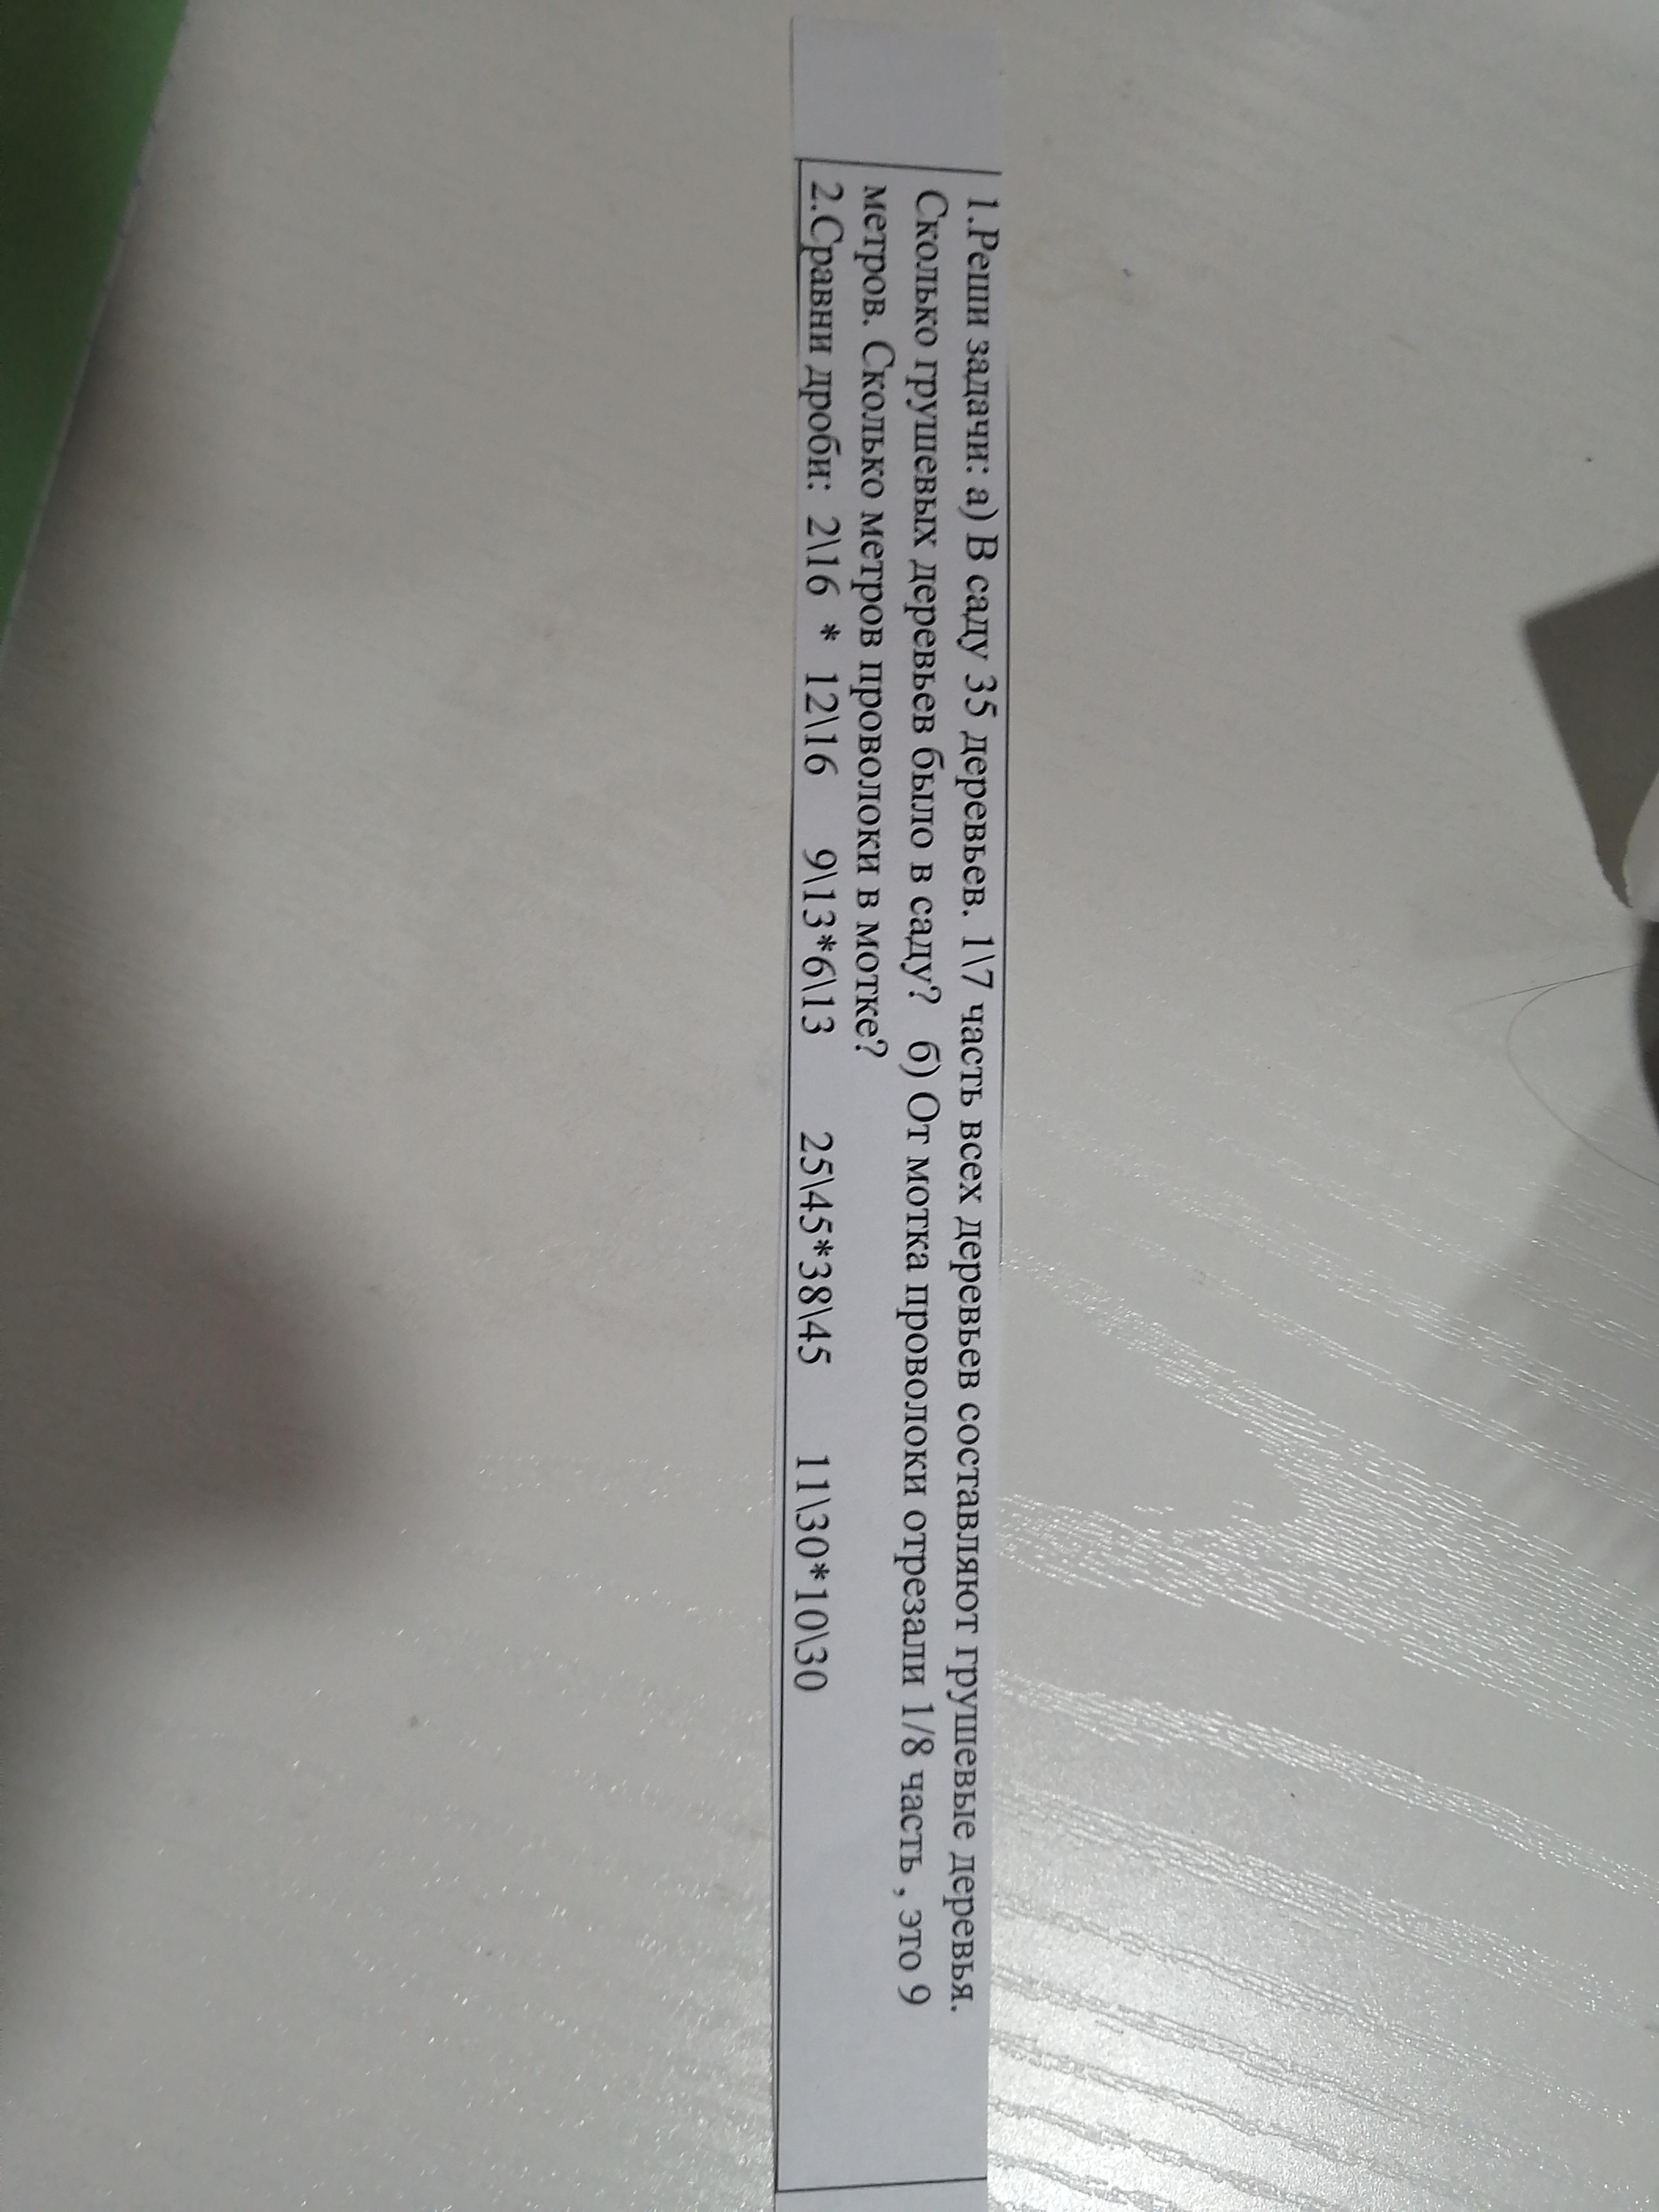 1.Реши задачи: а) В саду 35 деревьев. 1\7 часть всех деревьев составляют грушевые деревья.
Сколько грушевых деревьев было в саду? б) От мотка проволоки отрезали 1/8 часть , это 9
метров. Сколько метров проволоки в мотке?
2.Сравни дроби: 2\16 * 12\16 9\13*6\13 25\45*38\45 11\30*10\30